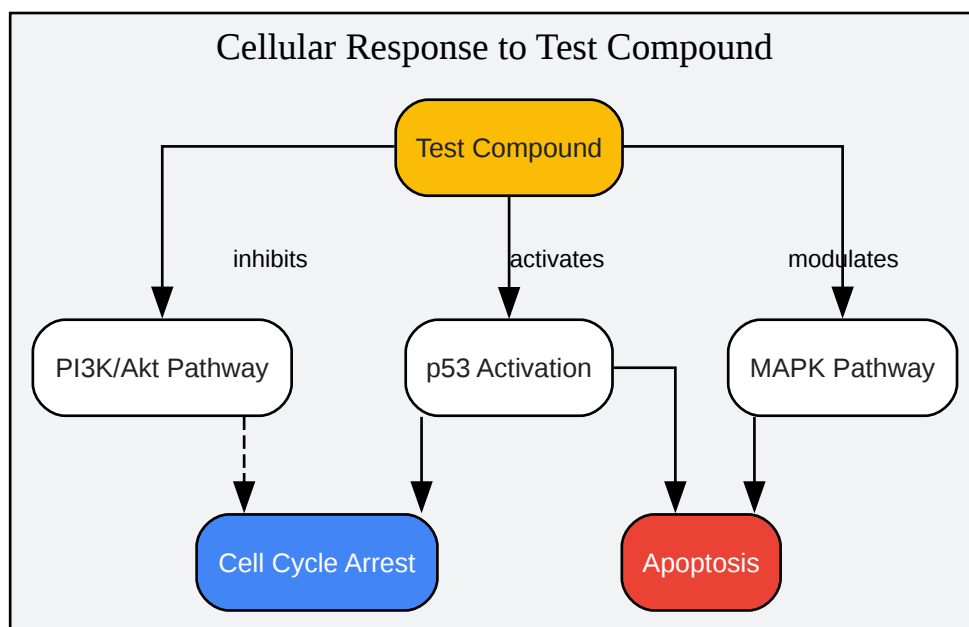 Cellular Response to Test Compound
Test Compound
inhibits
activates
modulates
PI3K/Akt Pathway
p53 Activation
MAPK Pathway
Cell Cycle Arrest
Apoptosis